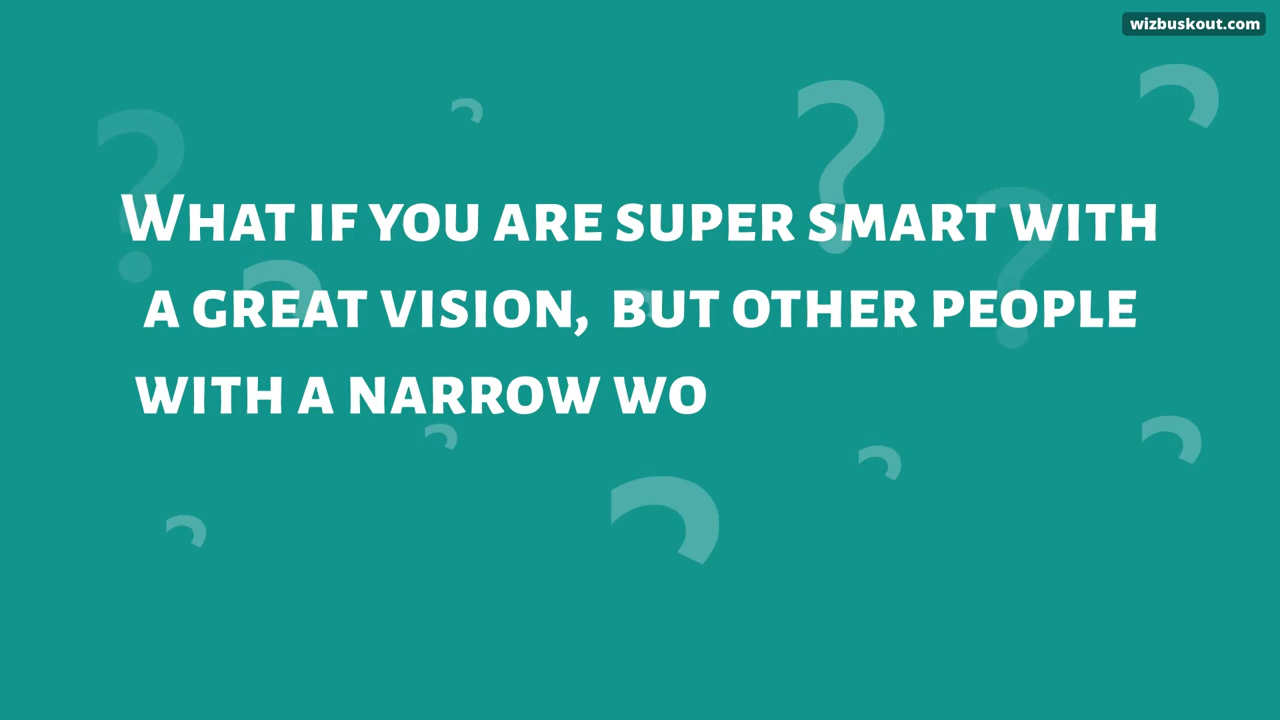 wizbuskout.com
What if you are super smart with
a great vision, but other people
with a narrow wo